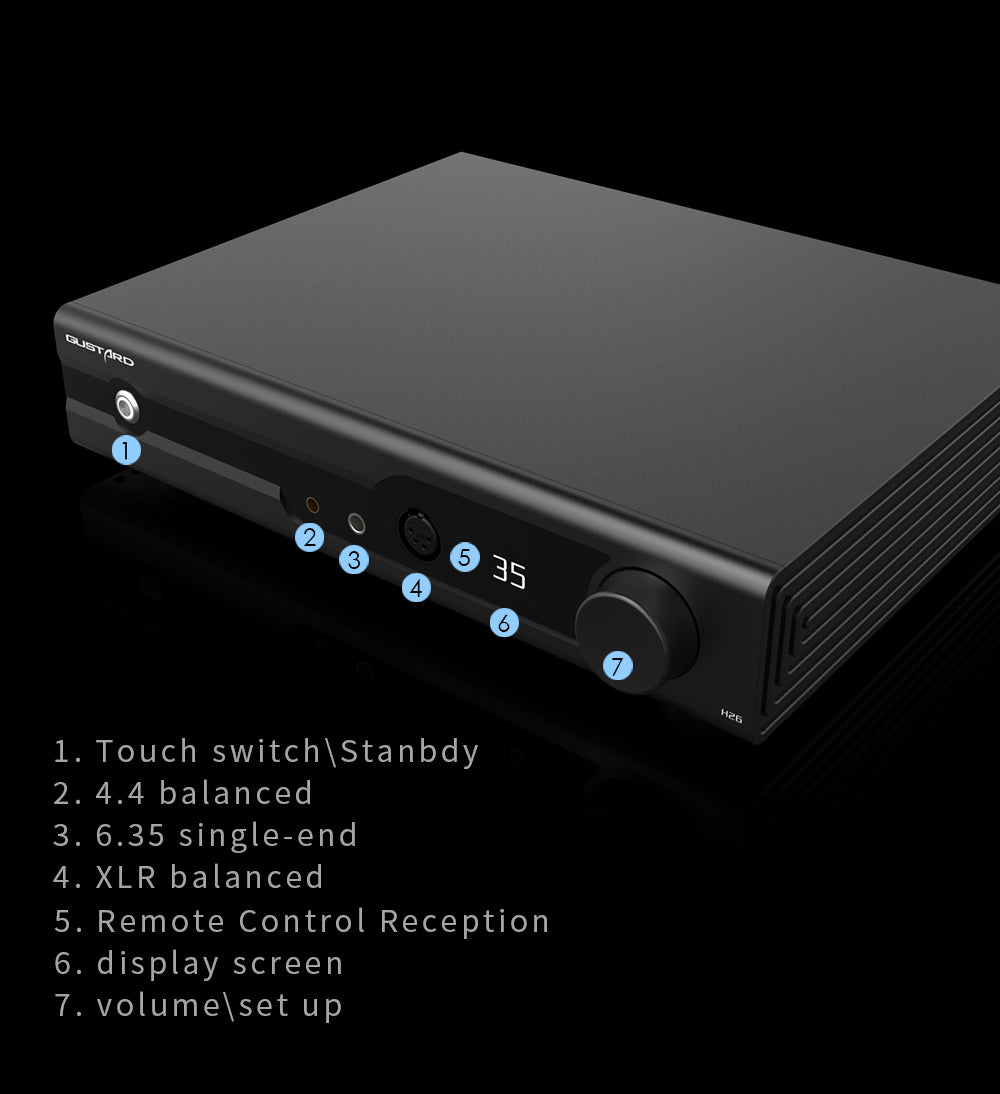 GUSTARD
1
2
3
4
5
35
6
7
H26
1. Touch switch\Stanbdy
2. 4.4 balanced
3. 6.35 single-end
4. XLR balanced
5. Remote Control Reception
6. display screen
7. volume\set up